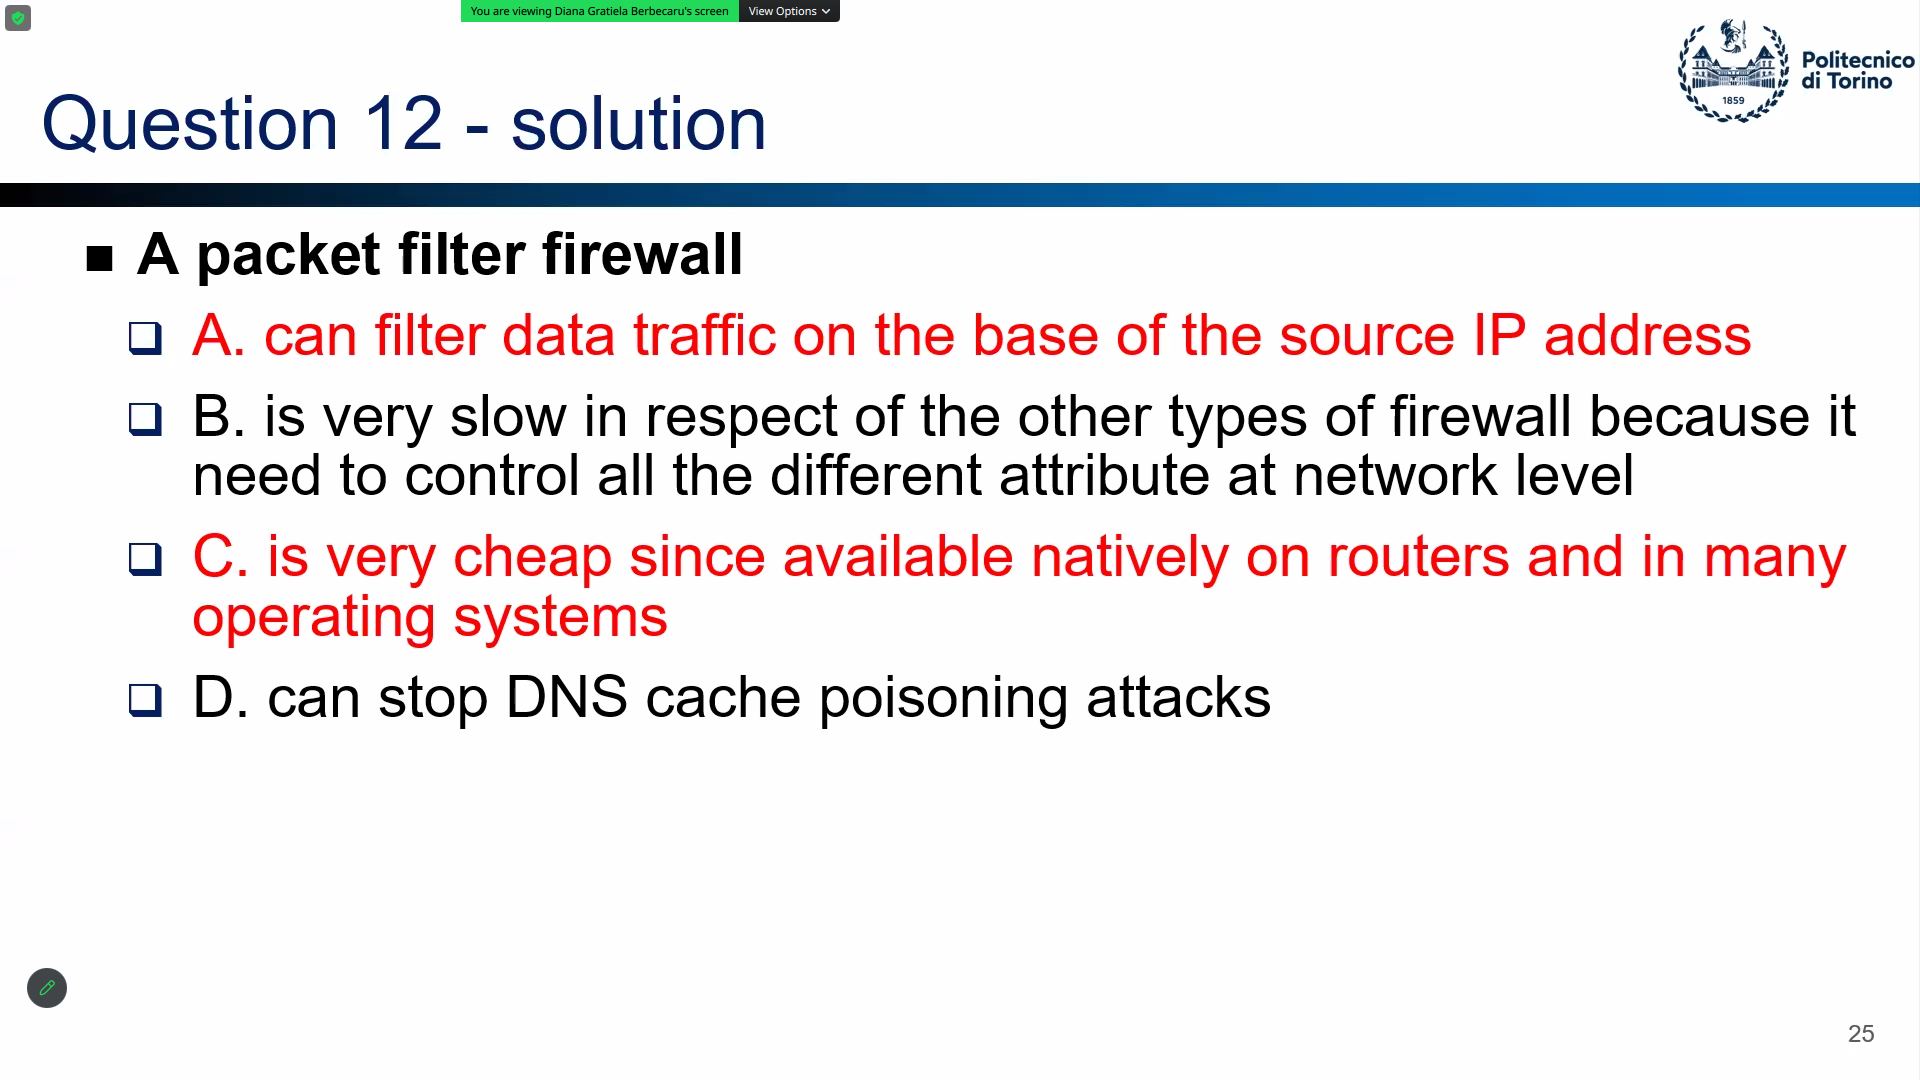 You are viewing Diana Gratiela Berbecaru's screen View Options
Politecnico
di Torino
1859
Question 12 - solution
A packet filter firewall
A. can filter data traffic on the base of the source IP address
B. is very slow in respect of the other types of firewall because it
need to control all the different attribute at network level
C. is very cheap since available natively on routers and in many
operating systems
D. can stop DNS cache poisoning attacks
25